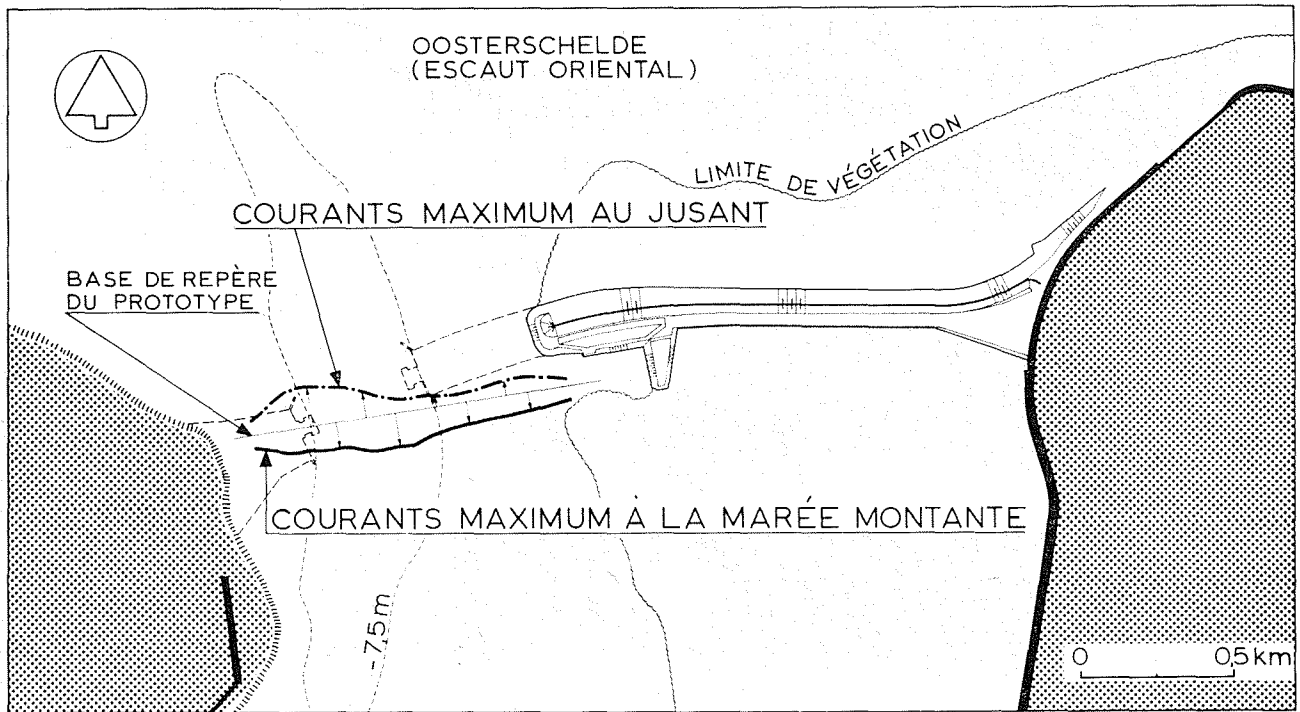 OOSTERSCHELDE
(ESCAUT ORIENTAL)
LIMITE DE VÉGÉTATION
COURANTS MAXIMUM AU JUSANT
BASE DE REPÈRE
DU PROTOTYPE
COURANTS MAXIMUM À LA MARÉE MONTANTE
-7,5m
0 0,5 km